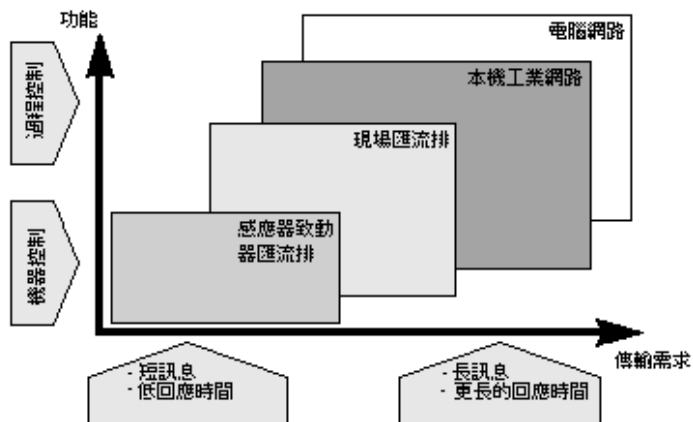 功能
電腦網路
本機工業網路
過程控制
現場匯流排
感應器致動
器匯流排
機器控制
傳輸需求
- 短訊息
- 低回應時間
- 長訊息
- 更長的回應時間